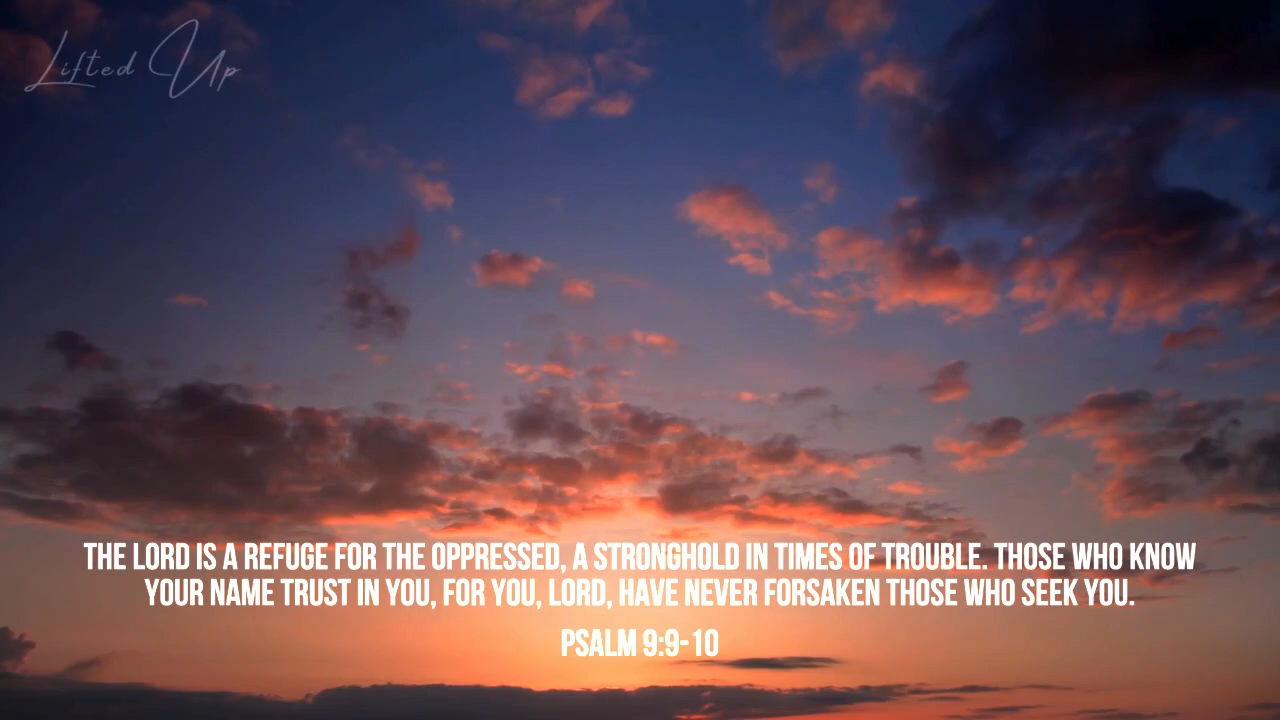 Lifted Up
THE LORD IS A REFUGE FOR THE OPPRESSED, A STRONGHOLD IN TIMES OF TROUBLE. THOSE WHO KNOW
YOUR NAME TRUST IN YOU, FOR YOU, LORD, HAVE NEVER FORSAKEN THOSE WHO SEEK YOU.
PSALM 9:9-10